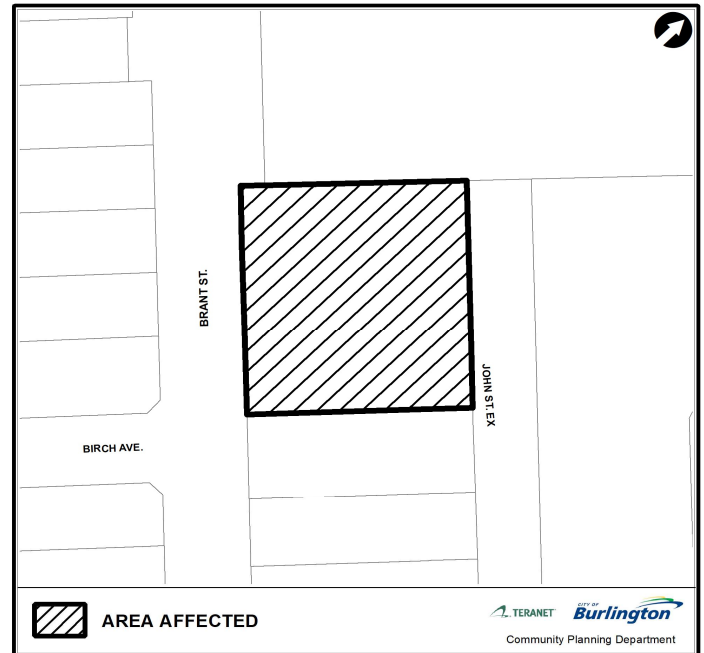 BRANT ST.
JOHN ST. EX
BIRCH AVE.
AREA AFFECTED
TERANET
CITY OF
Burlington
Community Planning Department